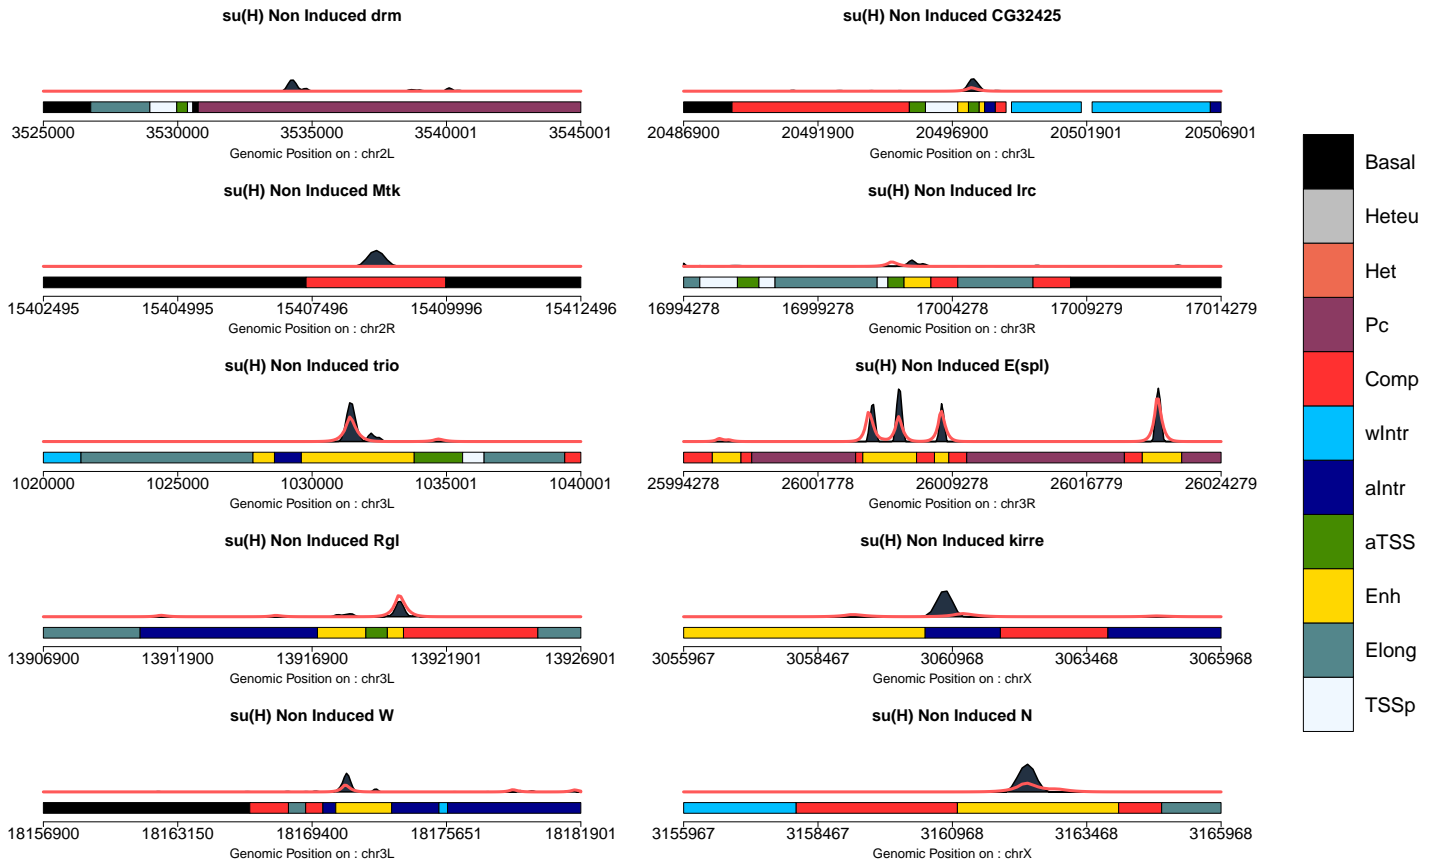 su(H) Non Induced drm
3525000 3530000 3535000 3540001 3545001
Genomic Position on : chr2L
su(H) Non Induced CG32425
20486900 20491900 20496900 20501901 20506901
Genomic Position on : chr3L
su(H) Non Induced Mtk
15402495 15404995 15407496 15409996 15412496
Genomic Position on : chr2R
su(H) Non Induced Irc
16994278 16999278 17004278 17009279 17014279
Genomic Position on : chr3R
su(H) Non Induced trio
1020000 1025000 1030000 1035001 1040001
Genomic Position on : chr3L
su(H) Non Induced E(spl)
25994278 26001778 26009278 26016779 26024279
Genomic Position on : chr3R
su(H) Non Induced Rgl
13906900 13911900 13916900 13921901 13926901
Genomic Position on : chr3L
su(H) Non Induced kirre
3055967 3058467 3060968 3063468 3065968
Genomic Position on : chrX
su(H) Non Induced W
18156900 18163150 18169400 18175651 18181901
Genomic Position on : chr3L
su(H) Non Induced N
3155967 3158467 3160968 3163468 3165968
Genomic Position on : chrX
Basal
Heteu
Het
Pc
Comp
wIntr
aIntr
aTSS
Enh
Elong
TSSp